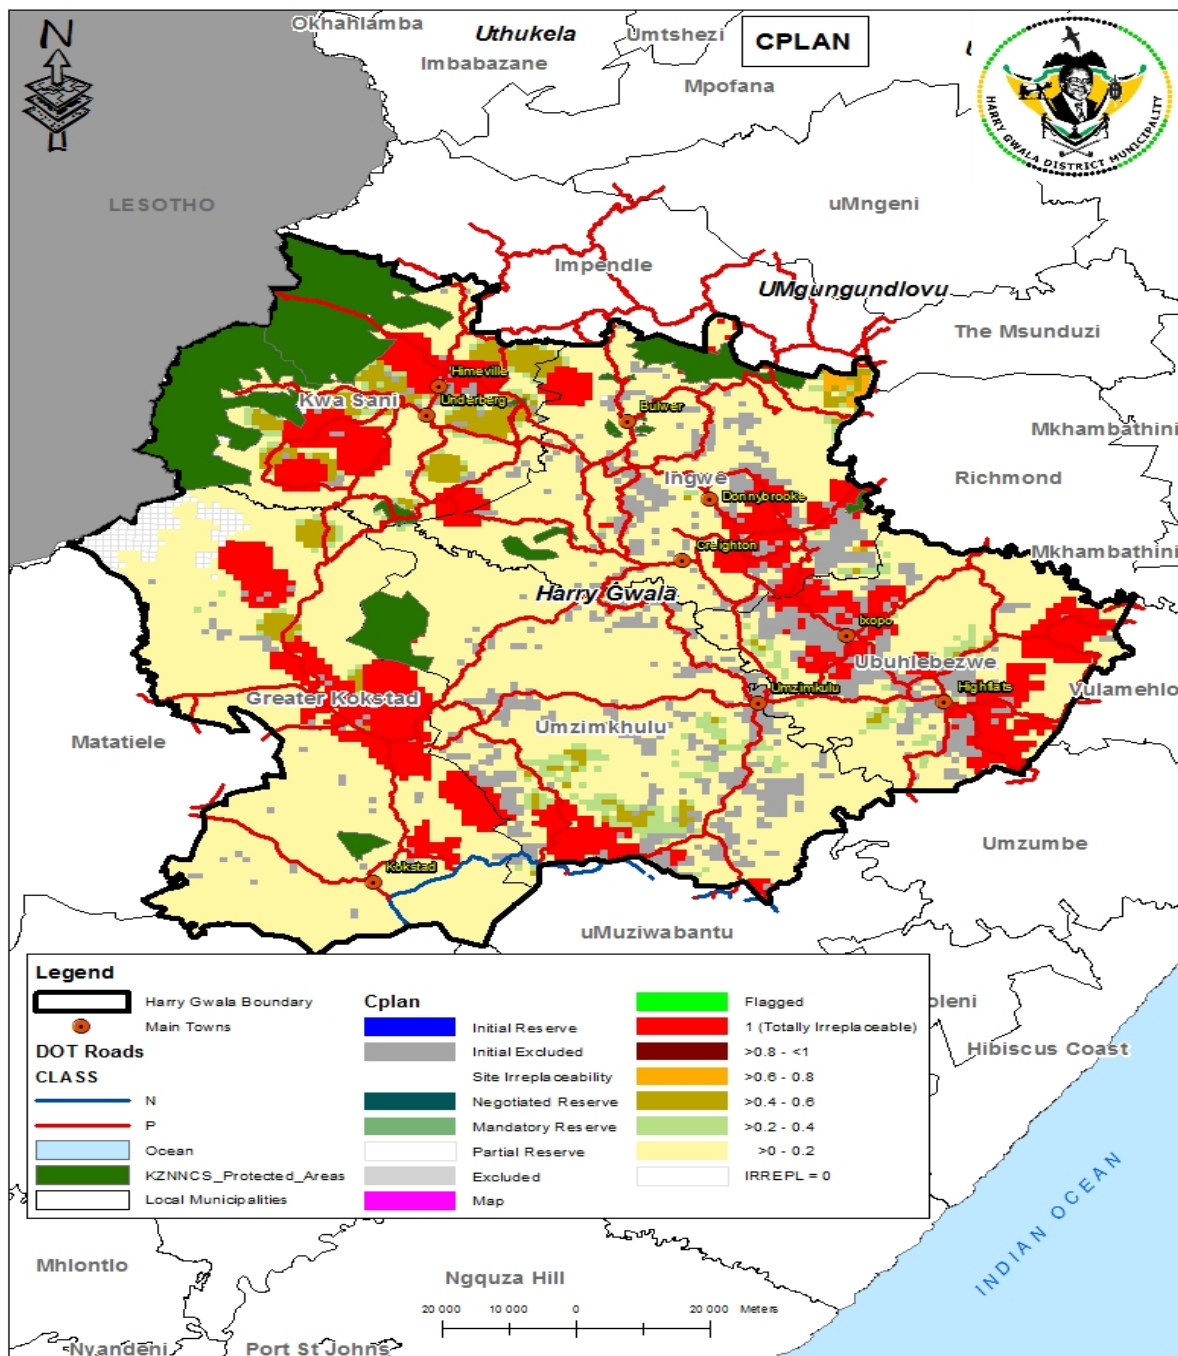 Okhahlamba
Uthukela
Umtshezi
CPLAN
Imbabazane
Mpofana
N
HARRY GWALA DISTRICT MUNICIPALITY
LESOTHO
uMngeni
Impendle
UMgungundlovu
The Msunduzi
Himeville
Kwa Sani
Underberg
Bulwer
Mkhambathini
Ingwe
Richmond
Donnybrooke
Creighton
Mkhambathini
Harry Gwala
Ixopo
Ubuhlebezwe
Greater Kokstad
Umzimkulu
Highflats
Vulamehlo
Matatiele
Umzimkhulu
Umzumbe
Kokstad
uMuziwabantu
Legend
Harry Gwala Boundary
Main Towns
DOT Roads
CLASS
N
P
Ocean
KZNNCS_Protected_Areas
Local Municipalities
Cplan
Initial Reserve
Initial Excluded
Site Irreplaceability
Negotiated Reserve
Mandatory Reserve
Partial Reserve
Excluded
Map
Flagged
1 (Totally Irreplaceable)
>0.8 - <1
>0.6 - 0.8
>0.4 - 0.6
>0.2 - 0.4
>0 - 0.2
IRREPL = 0
oleni
Hibiscus Coast
INDIAN OCEAN
Mhlontlo
Ngquza Hill
20 000 10 000 0 20 000 Meters
Nyandeni
Port St Johns